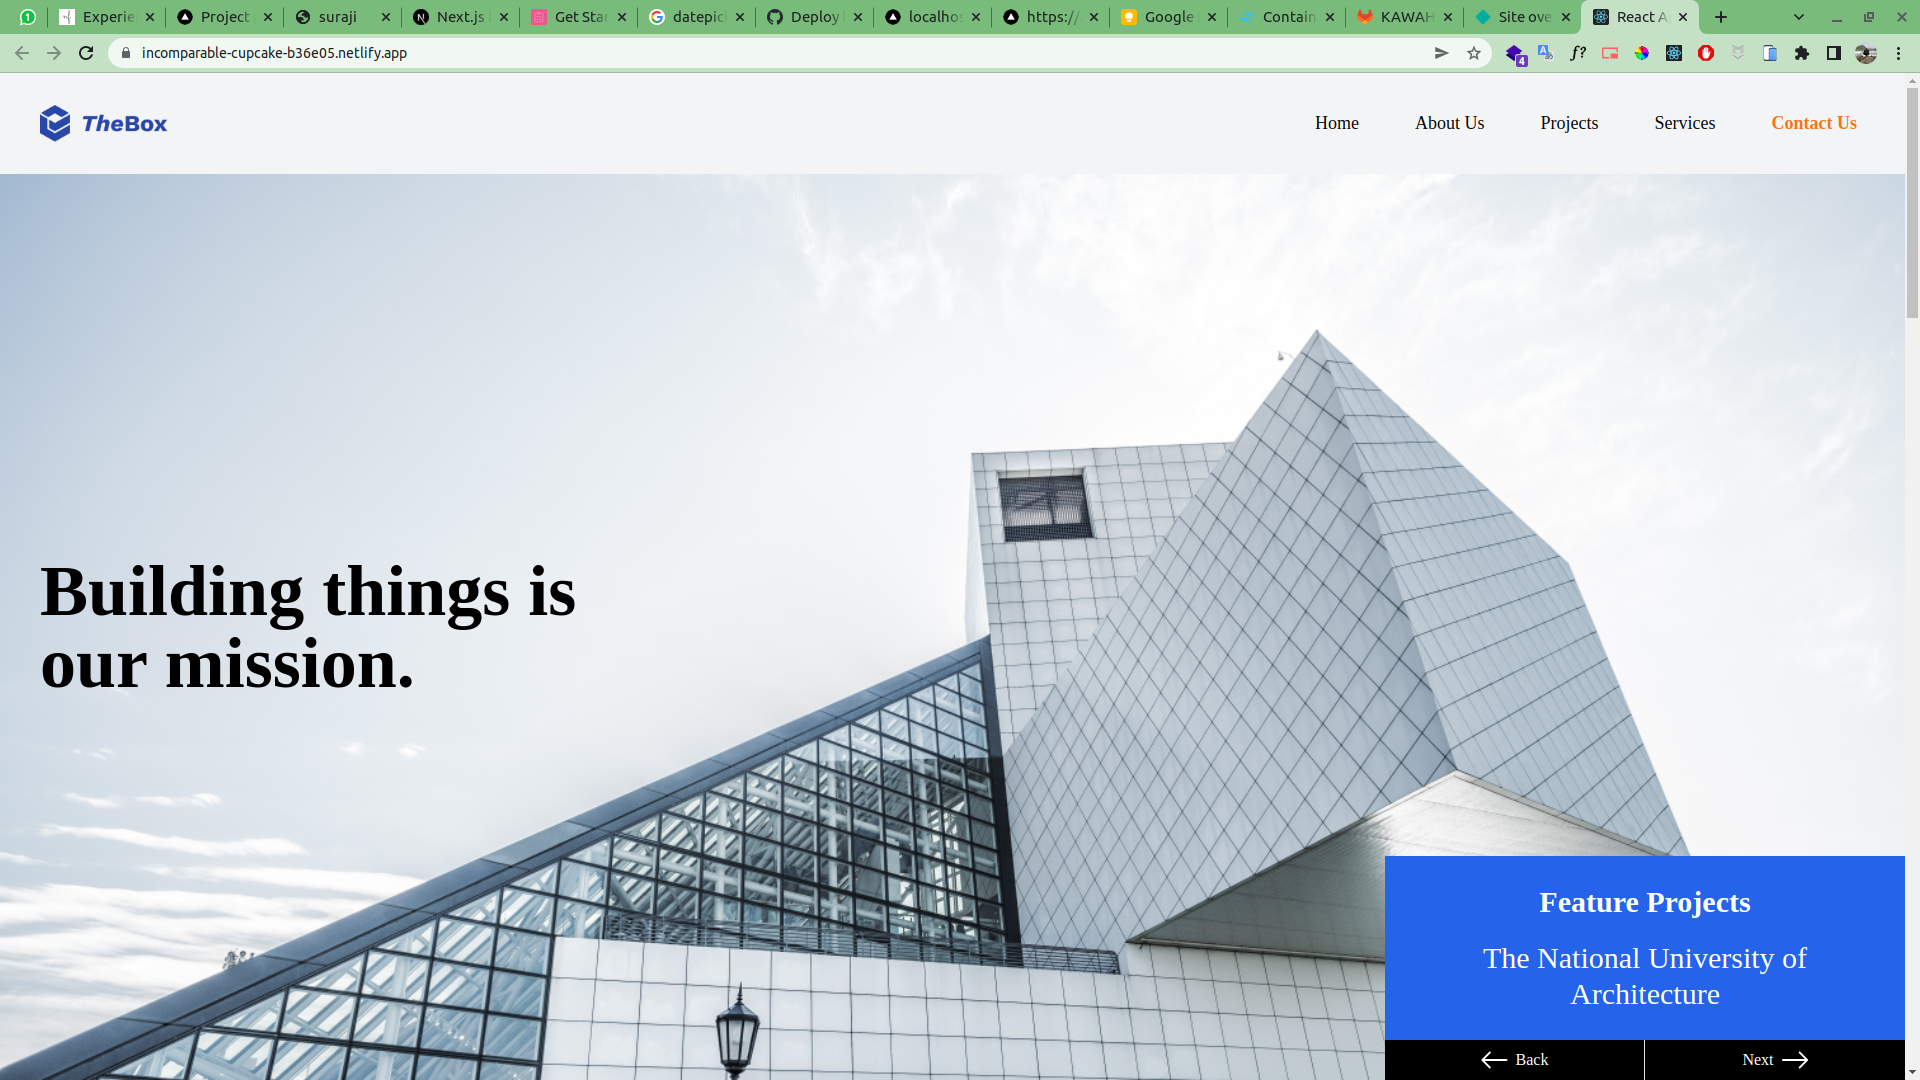 Experie
Project
suraji
Next.js
Get Star
datepic
Deploy
localhos
https://
Google
Contain
KAWAH
Site ove
React A
incomparable-cupcake-b36e05.netlify.app
4
TheBox
Home
About Us
Projects
Services
Contact Us
Building things is
our mission.
Feature Projects
The National University of
Architecture
Back
Next